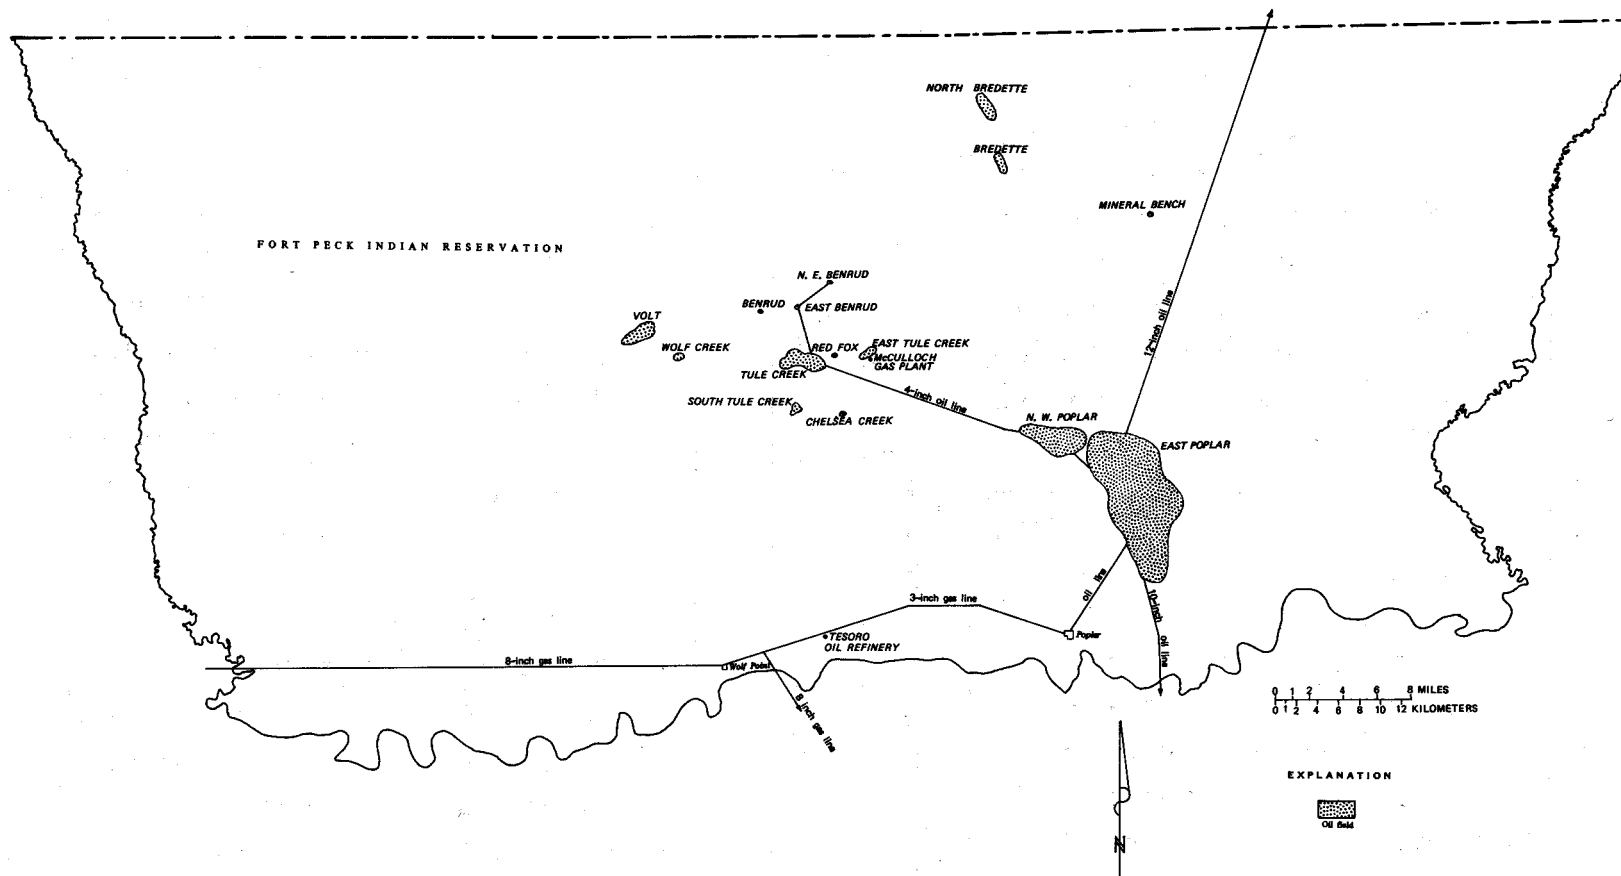 NORTH BREDETTE
BREDETTE
MINERAL BENCH
FORT PECK INDIAN RESERVATION
N. E. BENRUD
BENRUD
EAST BENRUD
12-inch oil line
VOLT
WOLF CREEK
RED FOX
EAST TULE CREEK
McCULLOCH
GAS PLANT
TULE CREEK
4-inch oil line
SOUTH TULE CREEK
CHELSEA CREEK
N. W. POPLAR
EAST POPLAR
3-inch gas line
oil line
10-inch oil line
TESORO
OIL REFINERY
Poplar
8-inch gas line
Wolf Point
8 inch gas line
0 1 2 4 6 8 MILES
0 1 2 4 6 8 10 12 KILOMETERS
EXPLANATION
Oil field
N